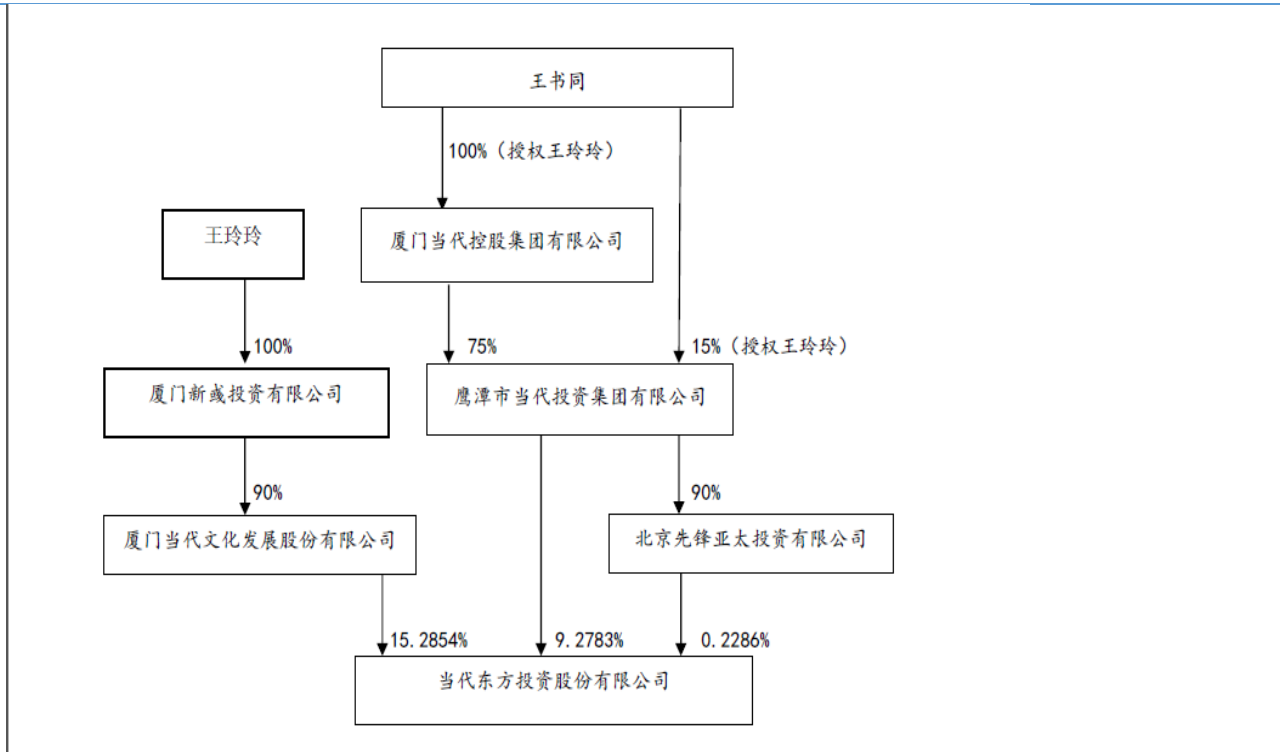 王书同
100%（授权王玲玲）
王玲玲
厦门当代控股集团有限公司
100%
75%
15%（授权王玲玲）
厦门新彧投资有限公司
鹰潭市当代投资集团有限公司
90%
90%
厦门当代文化发展股份有限公司
北京先锋亚太投资有限公司
15.2854%
9.2783%
0.2286%
当代东方投资股份有限公司